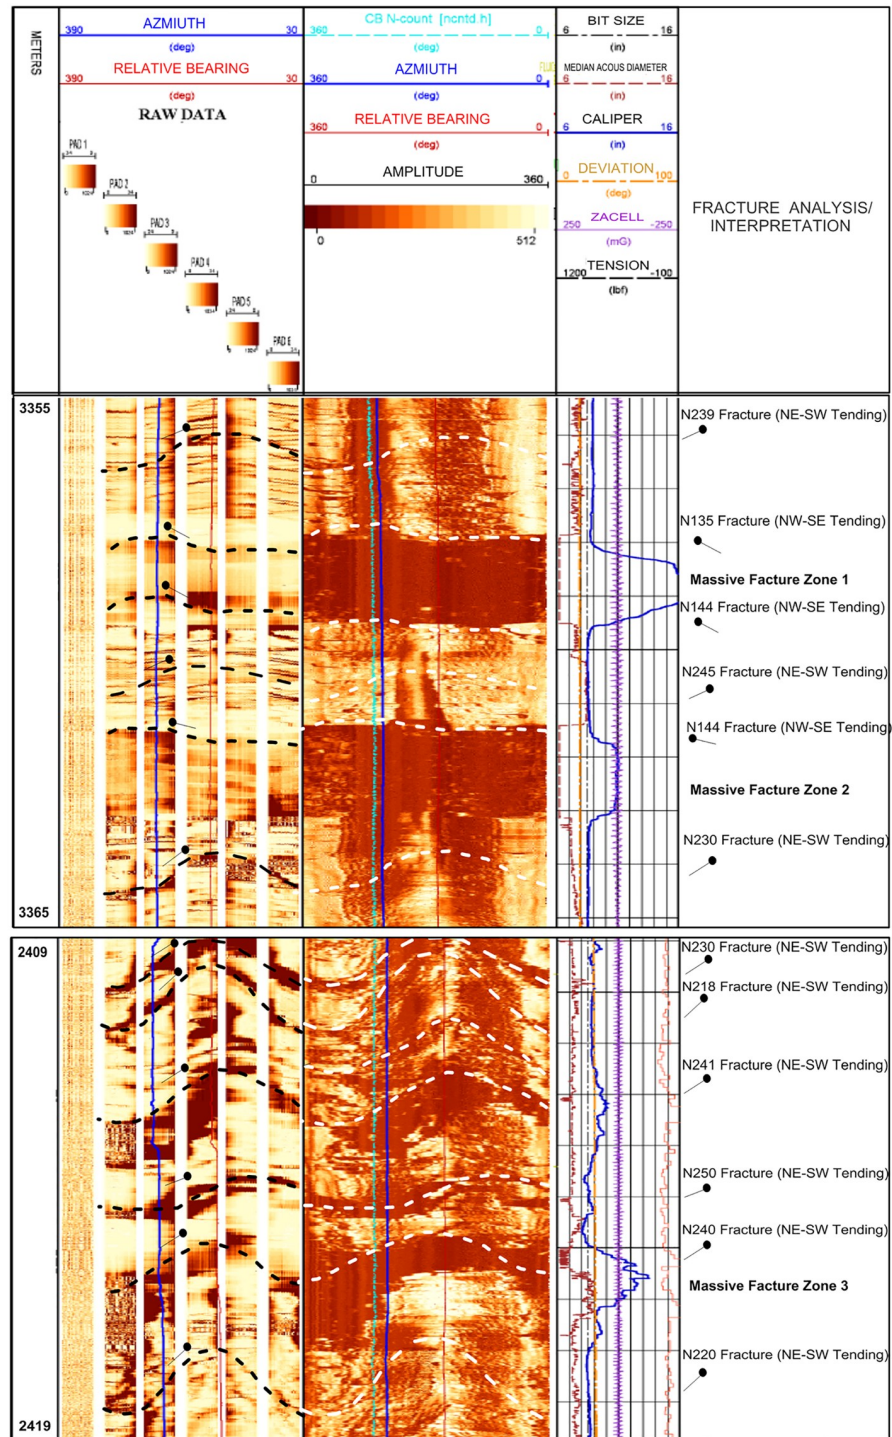 METERS
AZMIUTH
390 30
(deg)
RELATIVE BEARING
390 30
(deg)
RAW DATA
PAD 1
PAD 2
PAD 3
PAD 4
PAD 5
PAD 6
CB N-count [ncntd.h]
360 0
(deg)
AZMIUTH
360 0
(deg)
RELATIVE BEARING
360 0
(deg)
AMPLITUDE
0 360
0 512
BIT SIZE
6 16
(in)
MEDIAN ACOUS DIAMETER
6 16
(in)
CALIPER
6 16
(in)
DEVIATION
0 100
(deg)
ZACELL
250 -250
(mG)
TENSION
1200 -100
(lbf)
FRACTURE ANALYSIS/
INTERPRETATION
3355
N239 Fracture (NE-SW Tending)
N135 Fracture (NW-SE Tending)
Massive Facture Zone 1
N144 Fracture (NW-SE Tending)
N245 Fracture (NE-SW Tending)
N144 Fracture (NW-SE Tending)
Massive Facture Zone 2
N230 Fracture (NE-SW Tending)
3365
2409
N230 Fracture (NE-SW Tending)
N218 Fracture (NE-SW Tending)
N241 Fracture (NE-SW Tending)
N250 Fracture (NE-SW Tending)
N240 Fracture (NE-SW Tending)
Massive Facture Zone 3
N220 Fracture (NE-SW Tending)
2419